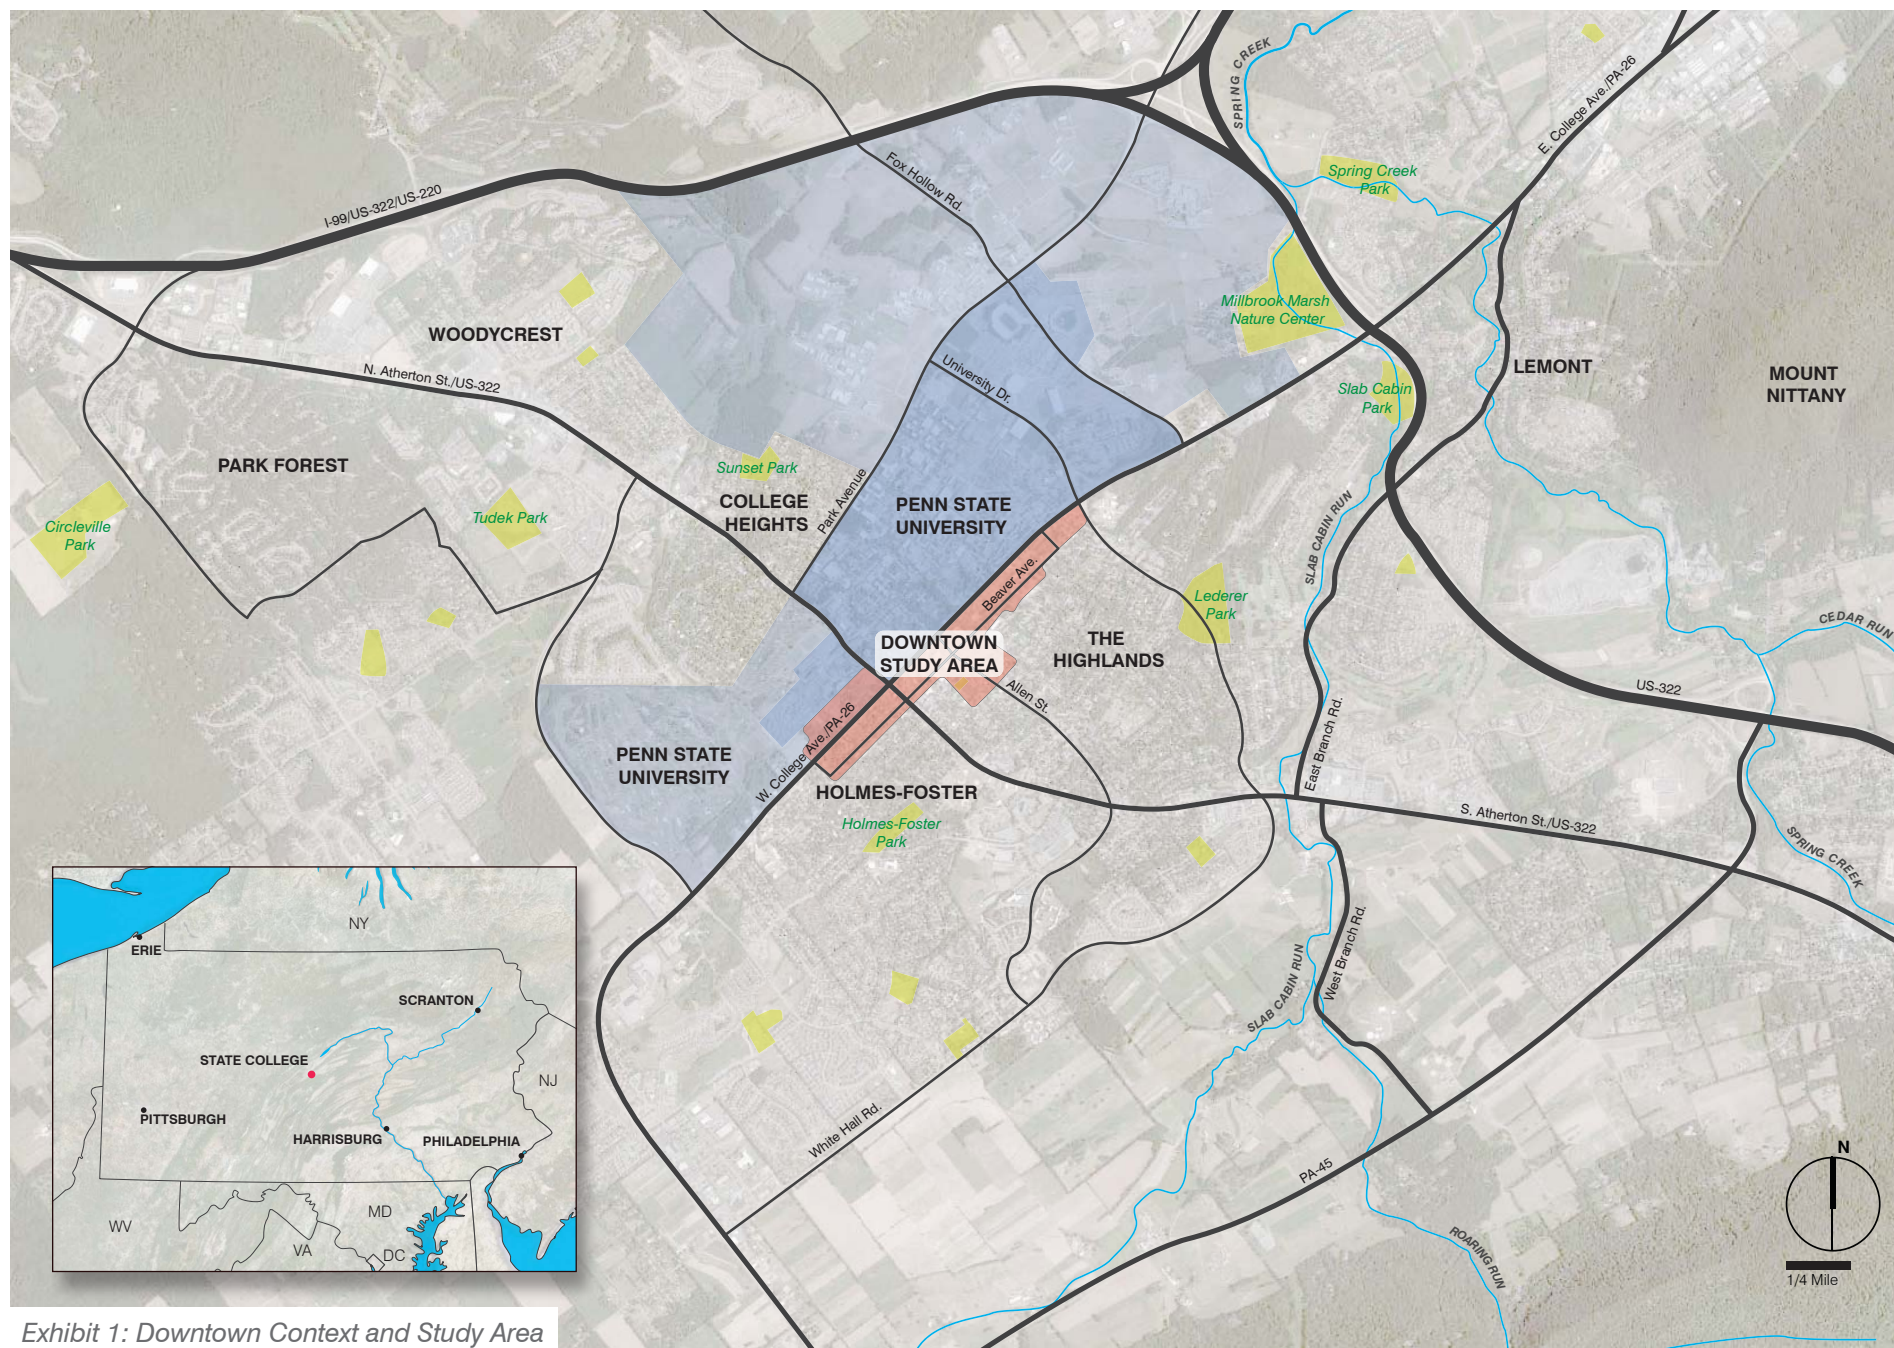 SPRING CREEK
E. College Ave./PA-26
Fox Hollow Rd.
Spring Creek
Park
I-99/US-322/US-220
Millbrook Marsh
Nature Center
WOODYCREST
N. Atherton St./US-322
University Dr.
LEMONT
MOUNT
NITTANY
Slab Cabin
Park
PARK FOREST
Sunset Park
COLLEGE
HEIGHTS
Park Avenue
PENN STATE
UNIVERSITY
Circleville
Park
Tudek Park
SLAB CABIN RUN
Beaver Ave.
Lederer
Park
CEDAR RUN
DOWNTOWN
STUDY AREA
THE
HIGHLANDS
Allen St.
US-322
PENN STATE
UNIVERSITY
W. College Ave./PA-26
East Branch Rd.
HOLMES-FOSTER
Holmes-Foster
Park
S. Atherton St./US-322
SPRING CREEK
West Branch Rd.
SLAB CABIN RUN
White Hall Rd.
PA-45
ROARING RUN
N
1/4 Mile
NY
ERIE
SCRANTON
STATE COLLEGE
NJ
PITTSBURGH
HARRISBURG
PHILADELPHIA
WV
MD
VA
DC
Exhibit 1: Downtown Context and Study Area